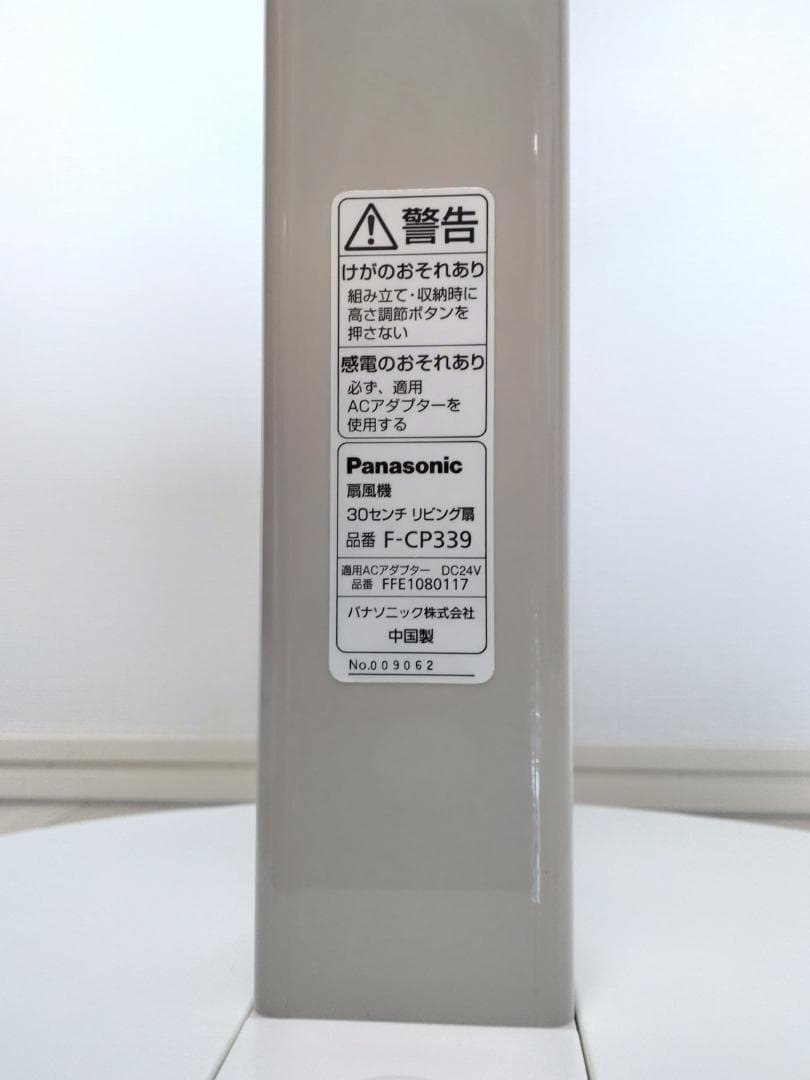 警告
けがのおそれあり
組み立て・収納時に
高さ調節ボタンを
押さない
感電のおそれあり
必ず、適用
ACアダプターを
使用する
Panasonic
扇風機
30センチ リビング扇
品番 F-CP339
適用ACアダプター DC24V
品番 FFE1080117
パナソニック株式会社
中国製
No.009062